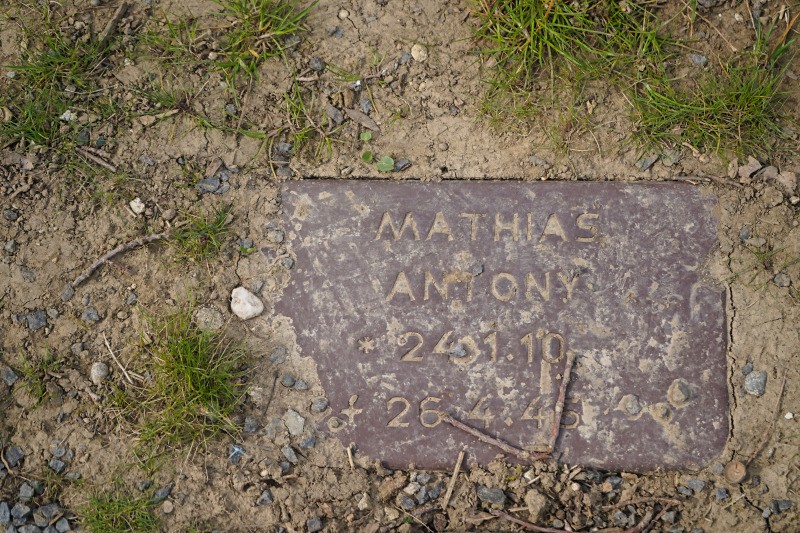 MATHIAS
ANTONY
* 24.1.10
† 26.4.45